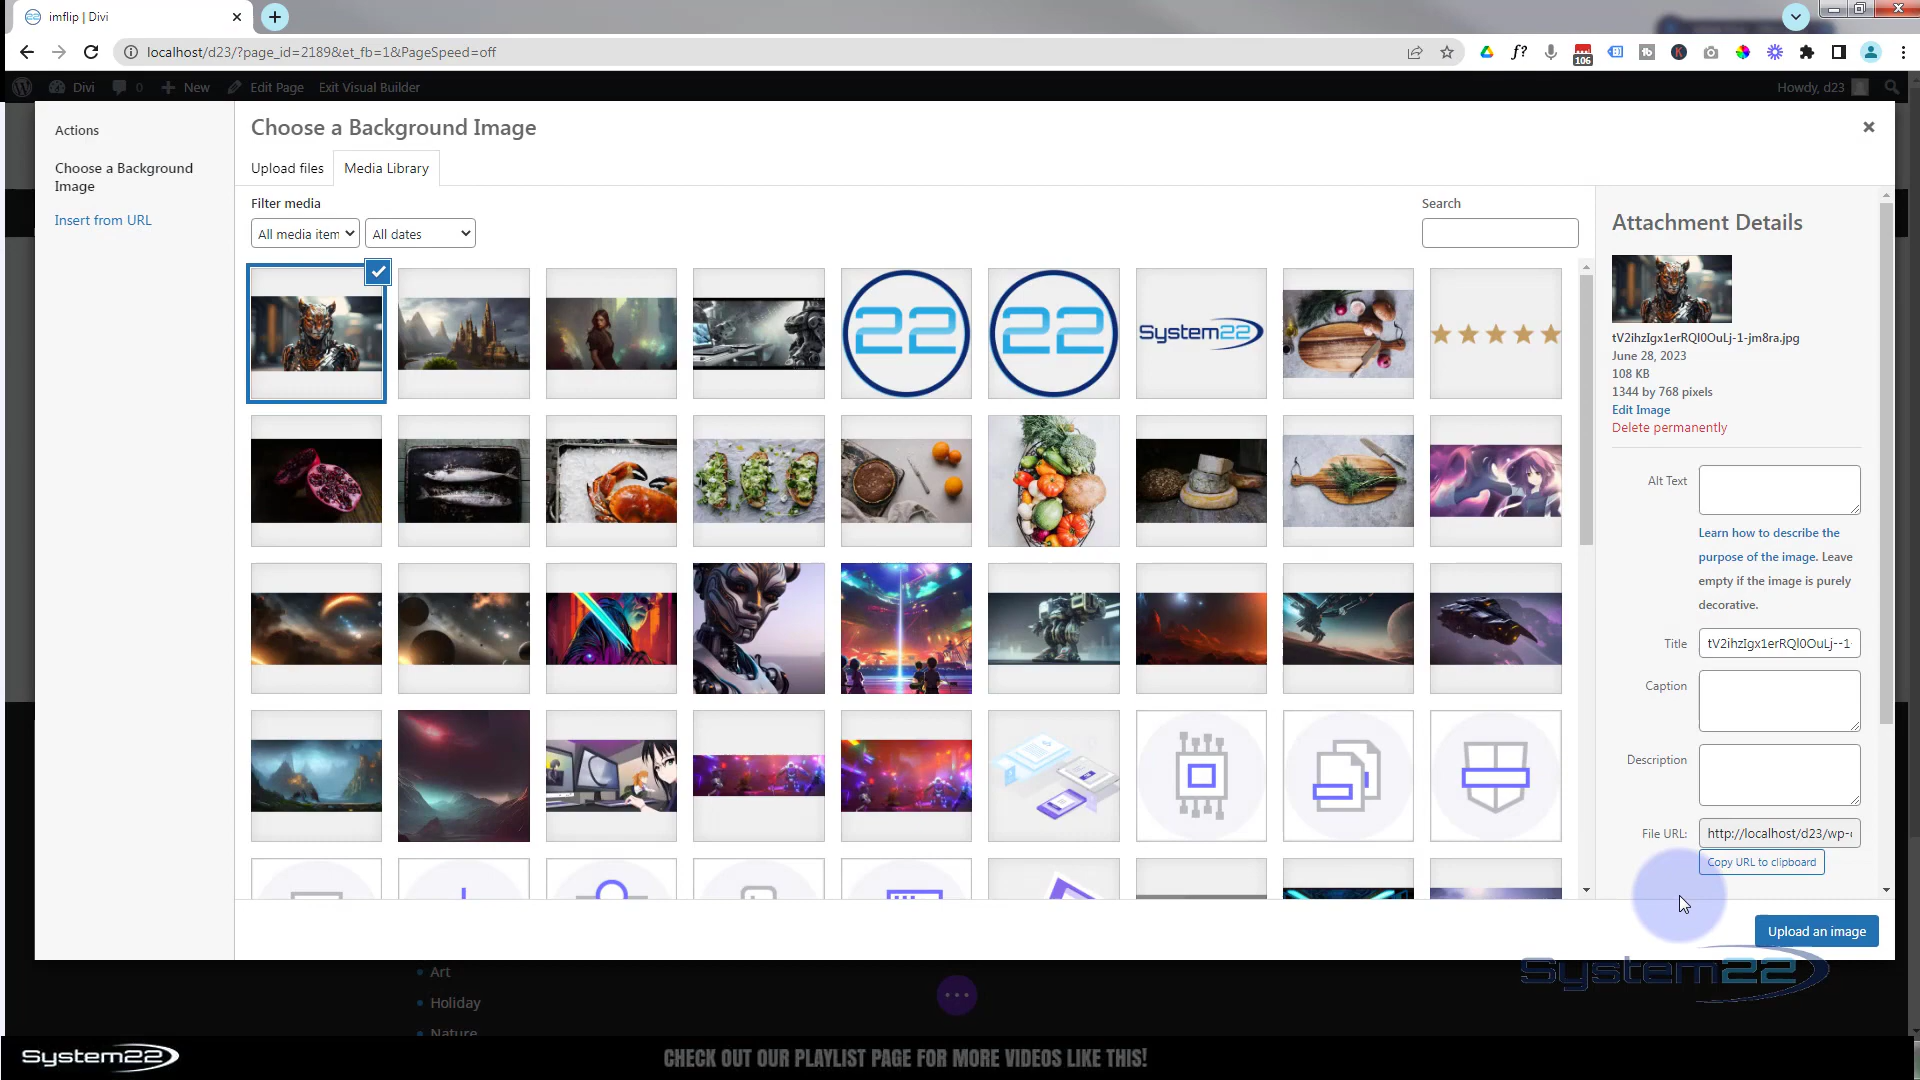 imflip | Divi
localhost/d23/?page_id=2189&et_fb=1&PageSpeed=off
106
Divi
0
New
Edit Page
Exit Visual Builder
Howdy, d23
Actions
Choose a Background
Image
Insert from URL
Choose a Background Image
Upload files
Media Library
Filter media
All media item
All dates
Search
22
22
System22
Attachment Details
tV2ihzIgx1erRQl0OuLj-1-jm8ra.jpg
June 28, 2023
108 KB
1344 by 768 pixels
Edit Image
Delete permanently
Alt Text
Learn how to describe the
purpose of the image. Leave
empty if the image is purely
decorative.
Title
tV2ihzIgx1erRQl0OuLj--1-
Caption
Description
File URL:
http://localhost/d23/wp-c
Copy URL to clipboard
Upload an image
System22
Art
Holiday
Nature
System22
CHECK OUT OUR PLAYLIST PAGE FOR MORE VIDEOS LIKE THIS!